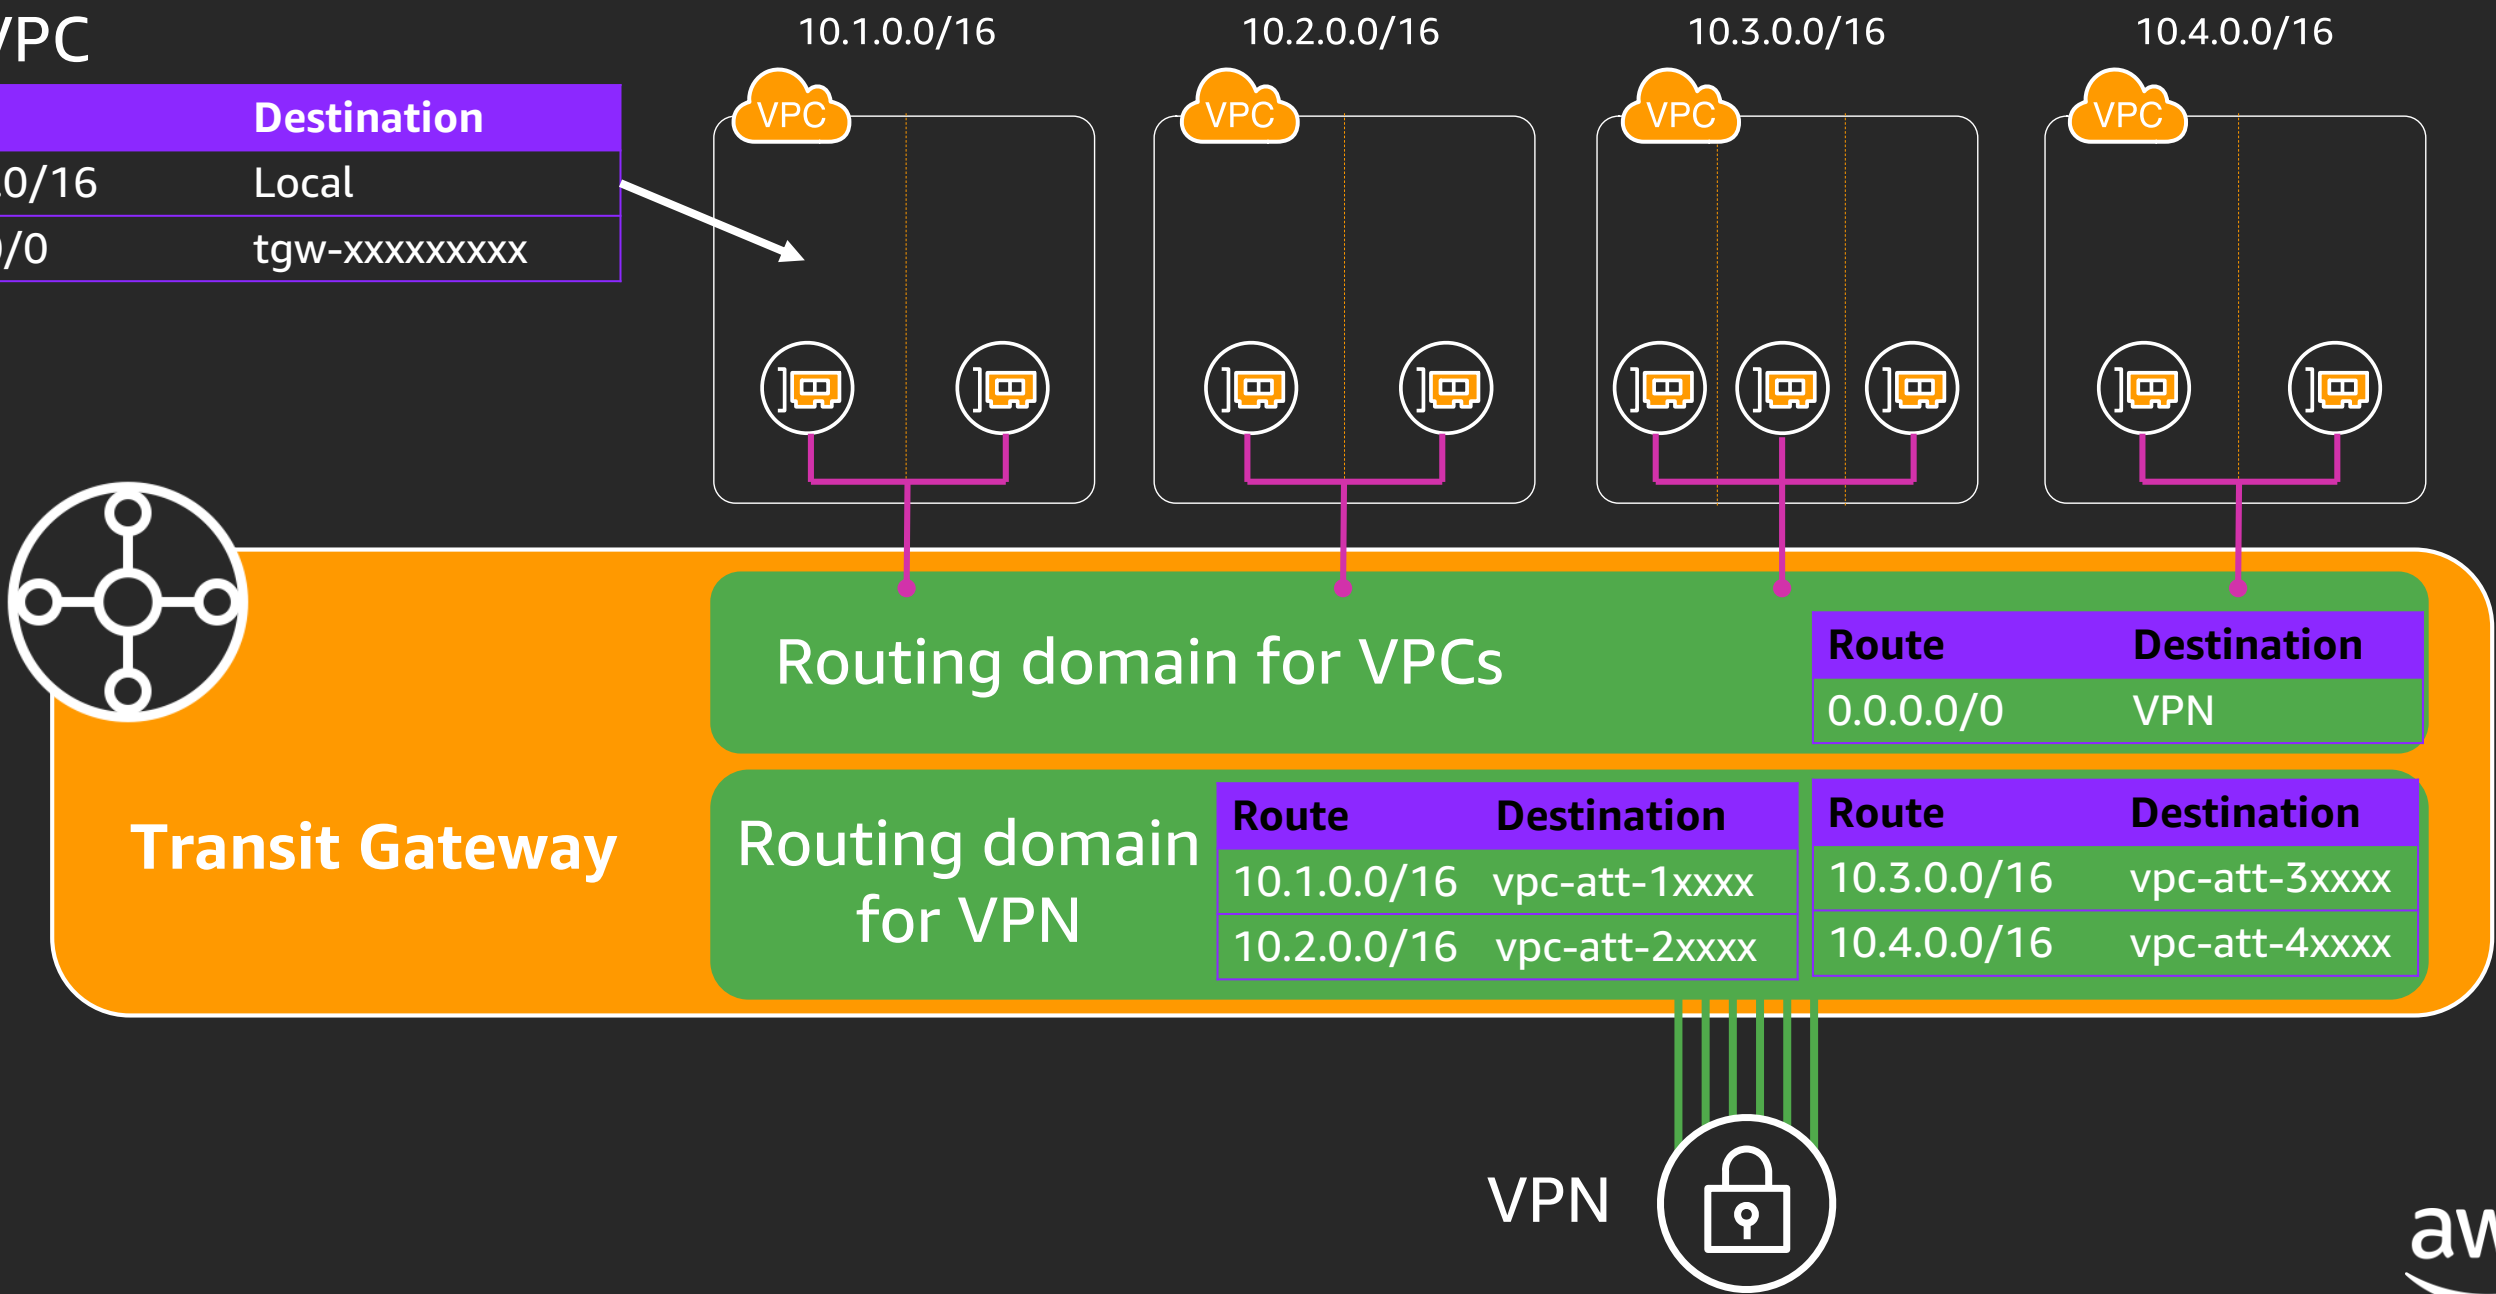 VPC
Destination
.0/16 Local
/0 tgw-xxxxxxxxx
10.1.0.0/16
10.2.0.0/16
10.3.0.0/16
10.4.0.0/16
VPC
VPC
VPC
VPC
Routing domain for VPCs
Route Destination
0.0.0.0/0 VPN
Transit Gateway
Routing domain
for VPN
Route Destination
10.1.0.0/16 vpc-att-1xxxx
10.2.0.0/16 vpc-att-2xxxx
Route Destination
10.3.0.0/16 vpc-att-3xxxx
10.4.0.0/16 vpc-att-4xxxx
VPN